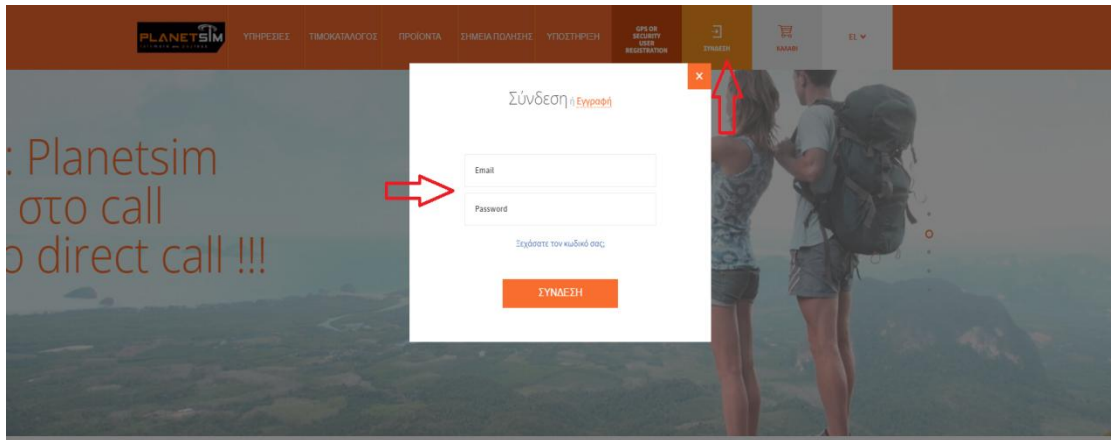 PLANETSIM
ΥΠΗΡΕΣΙΕΣ ΤΙΜΟΚΑΤΑΛΟΓΟΣ ΠΡΟΪΟΝΤΑ ΣΗΜΕΙΑ ΠΩΛΗΣΗΣ ΥΠΟΣΤΗΡΙΞΗ
GPS OR
SECURITY
USER
REGISTRATION
ΣΥΝΔΕΣΗ
ΚΑΛΑΘΙ
EL
×
Σύνδεση ή Εγγραφή
Email
Password
Ξεχάσατε τον κωδικό σας;
ΣΥΝΔΕΣΗ
: Planetsim
στο call
direct call !!!